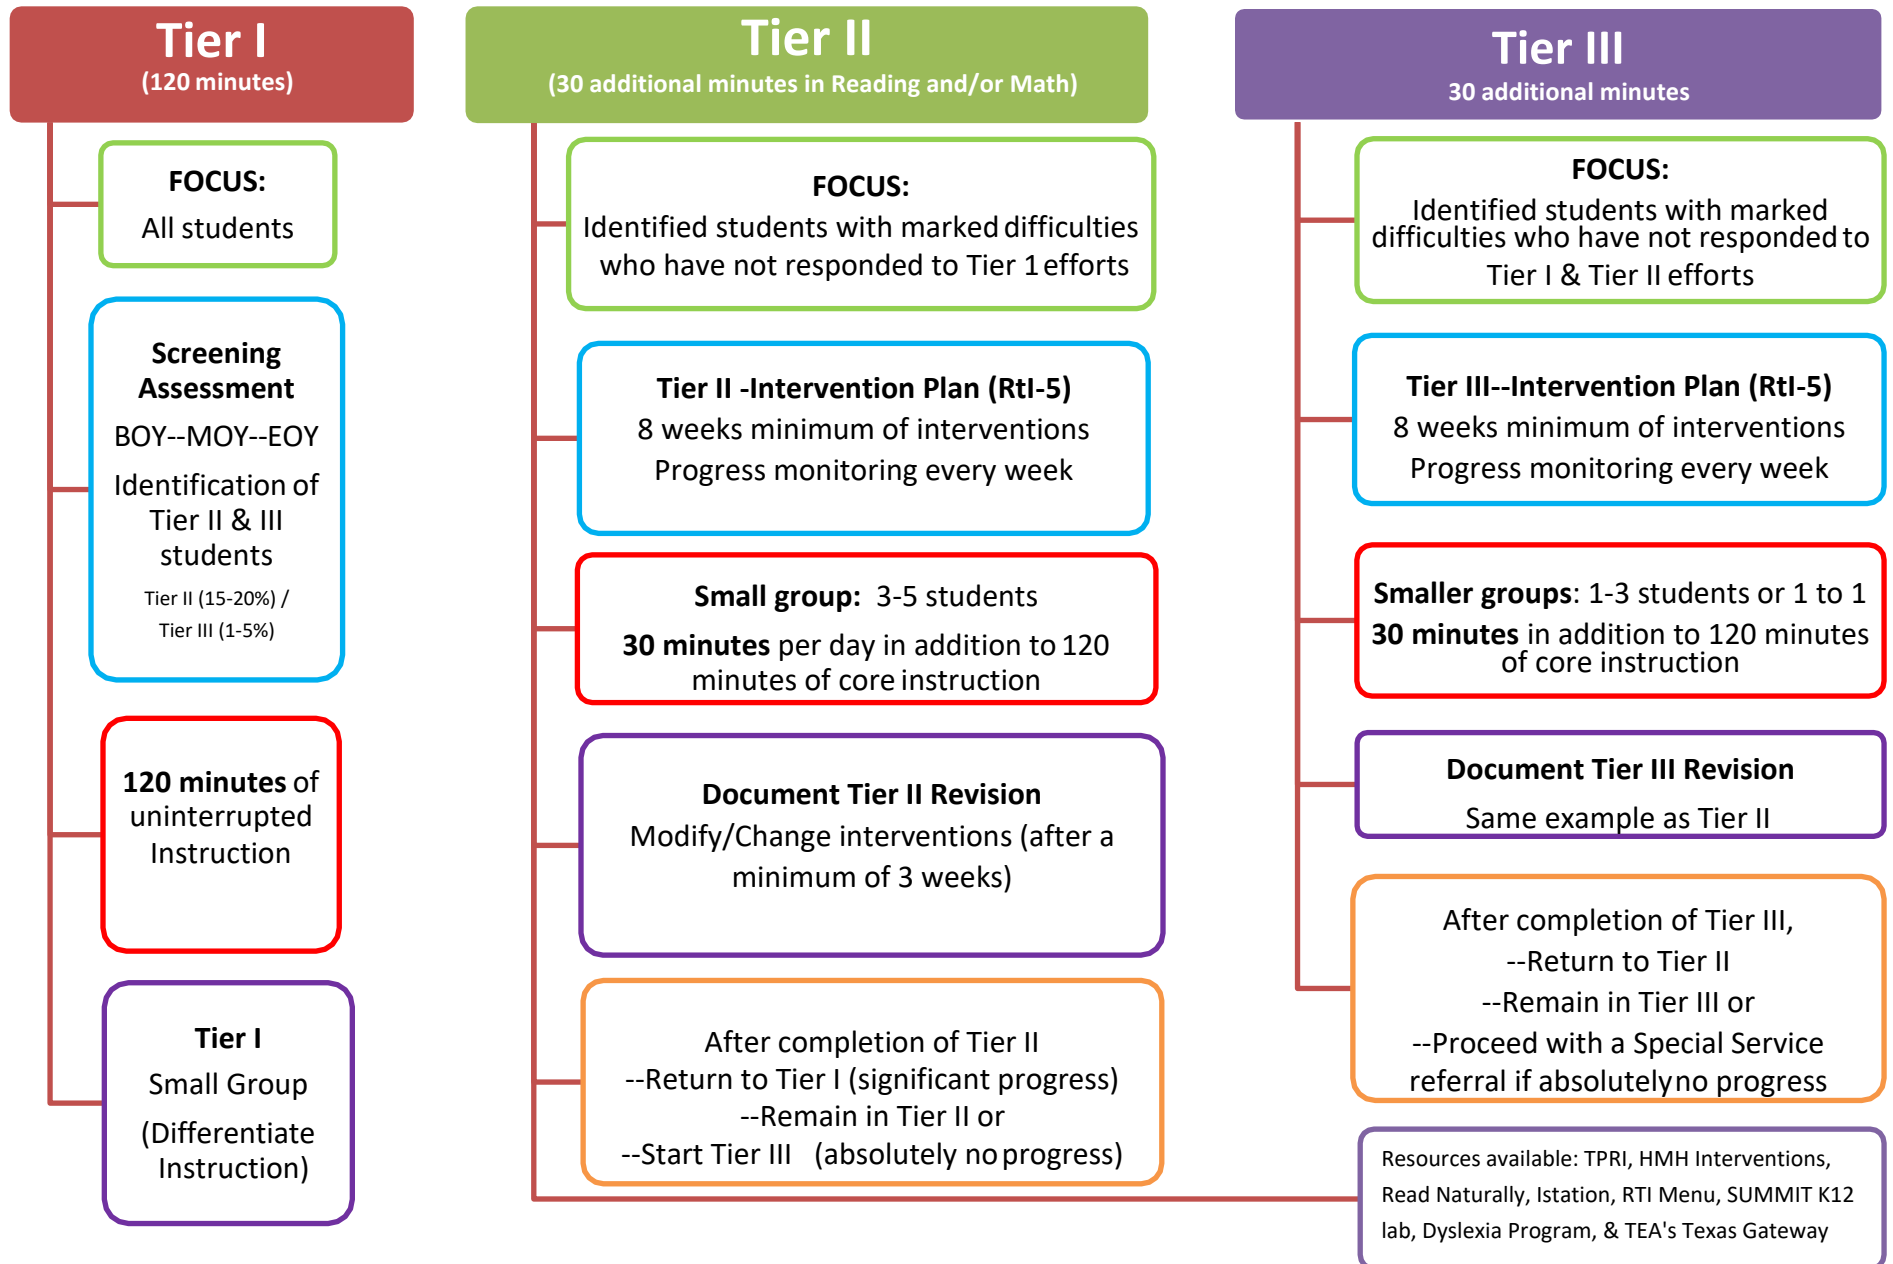 Tier I
(120 minutes)
FOCUS:
All students
Screening
Assessment
BOY--MOY--EOY
Identification of
Tier II & III
students
Tier II (15-20%) /
Tier III (1-5%)
120 minutes of
uninterrupted
Instruction
Tier I
Small Group
(Differentiate
Instruction)
Tier II
(30 additional minutes in Reading and/or Math)
FOCUS:
Identified students with marked difficulties
who have not responded to Tier 1 efforts
Tier II -Intervention Plan (RtI-5)
8 weeks minimum of interventions
Progress monitoring every week
Small group: 3-5 students
30 minutes per day in addition to 120
minutes of core instruction
Document Tier II Revision
Modify/Change interventions (after a
minimum of 3 weeks)
After completion of Tier II
--Return to Tier I (significant progress)
--Remain in Tier II or
--Start Tier III (absolutely no progress)
Tier III
30 additional minutes
FOCUS:
Identified students with marked
difficulties who have not responded to
Tier I & Tier II efforts
Tier III--Intervention Plan (RtI-5)
8 weeks minimum of interventions
Progress monitoring every week
Smaller groups: 1-3 students or 1 to 1
30 minutes in addition to 120 minutes
of core instruction
Document Tier III Revision
Same example as Tier II
After completion of Tier III,
--Return to Tier II
--Remain in Tier III or
--Proceed with a Special Service
referral if absolutely no progress
Resources available: TPRI, HMH Interventions,
Read Naturally, Istation, RTI Menu, SUMMIT K12
lab, Dyslexia Program, & TEA's Texas Gateway